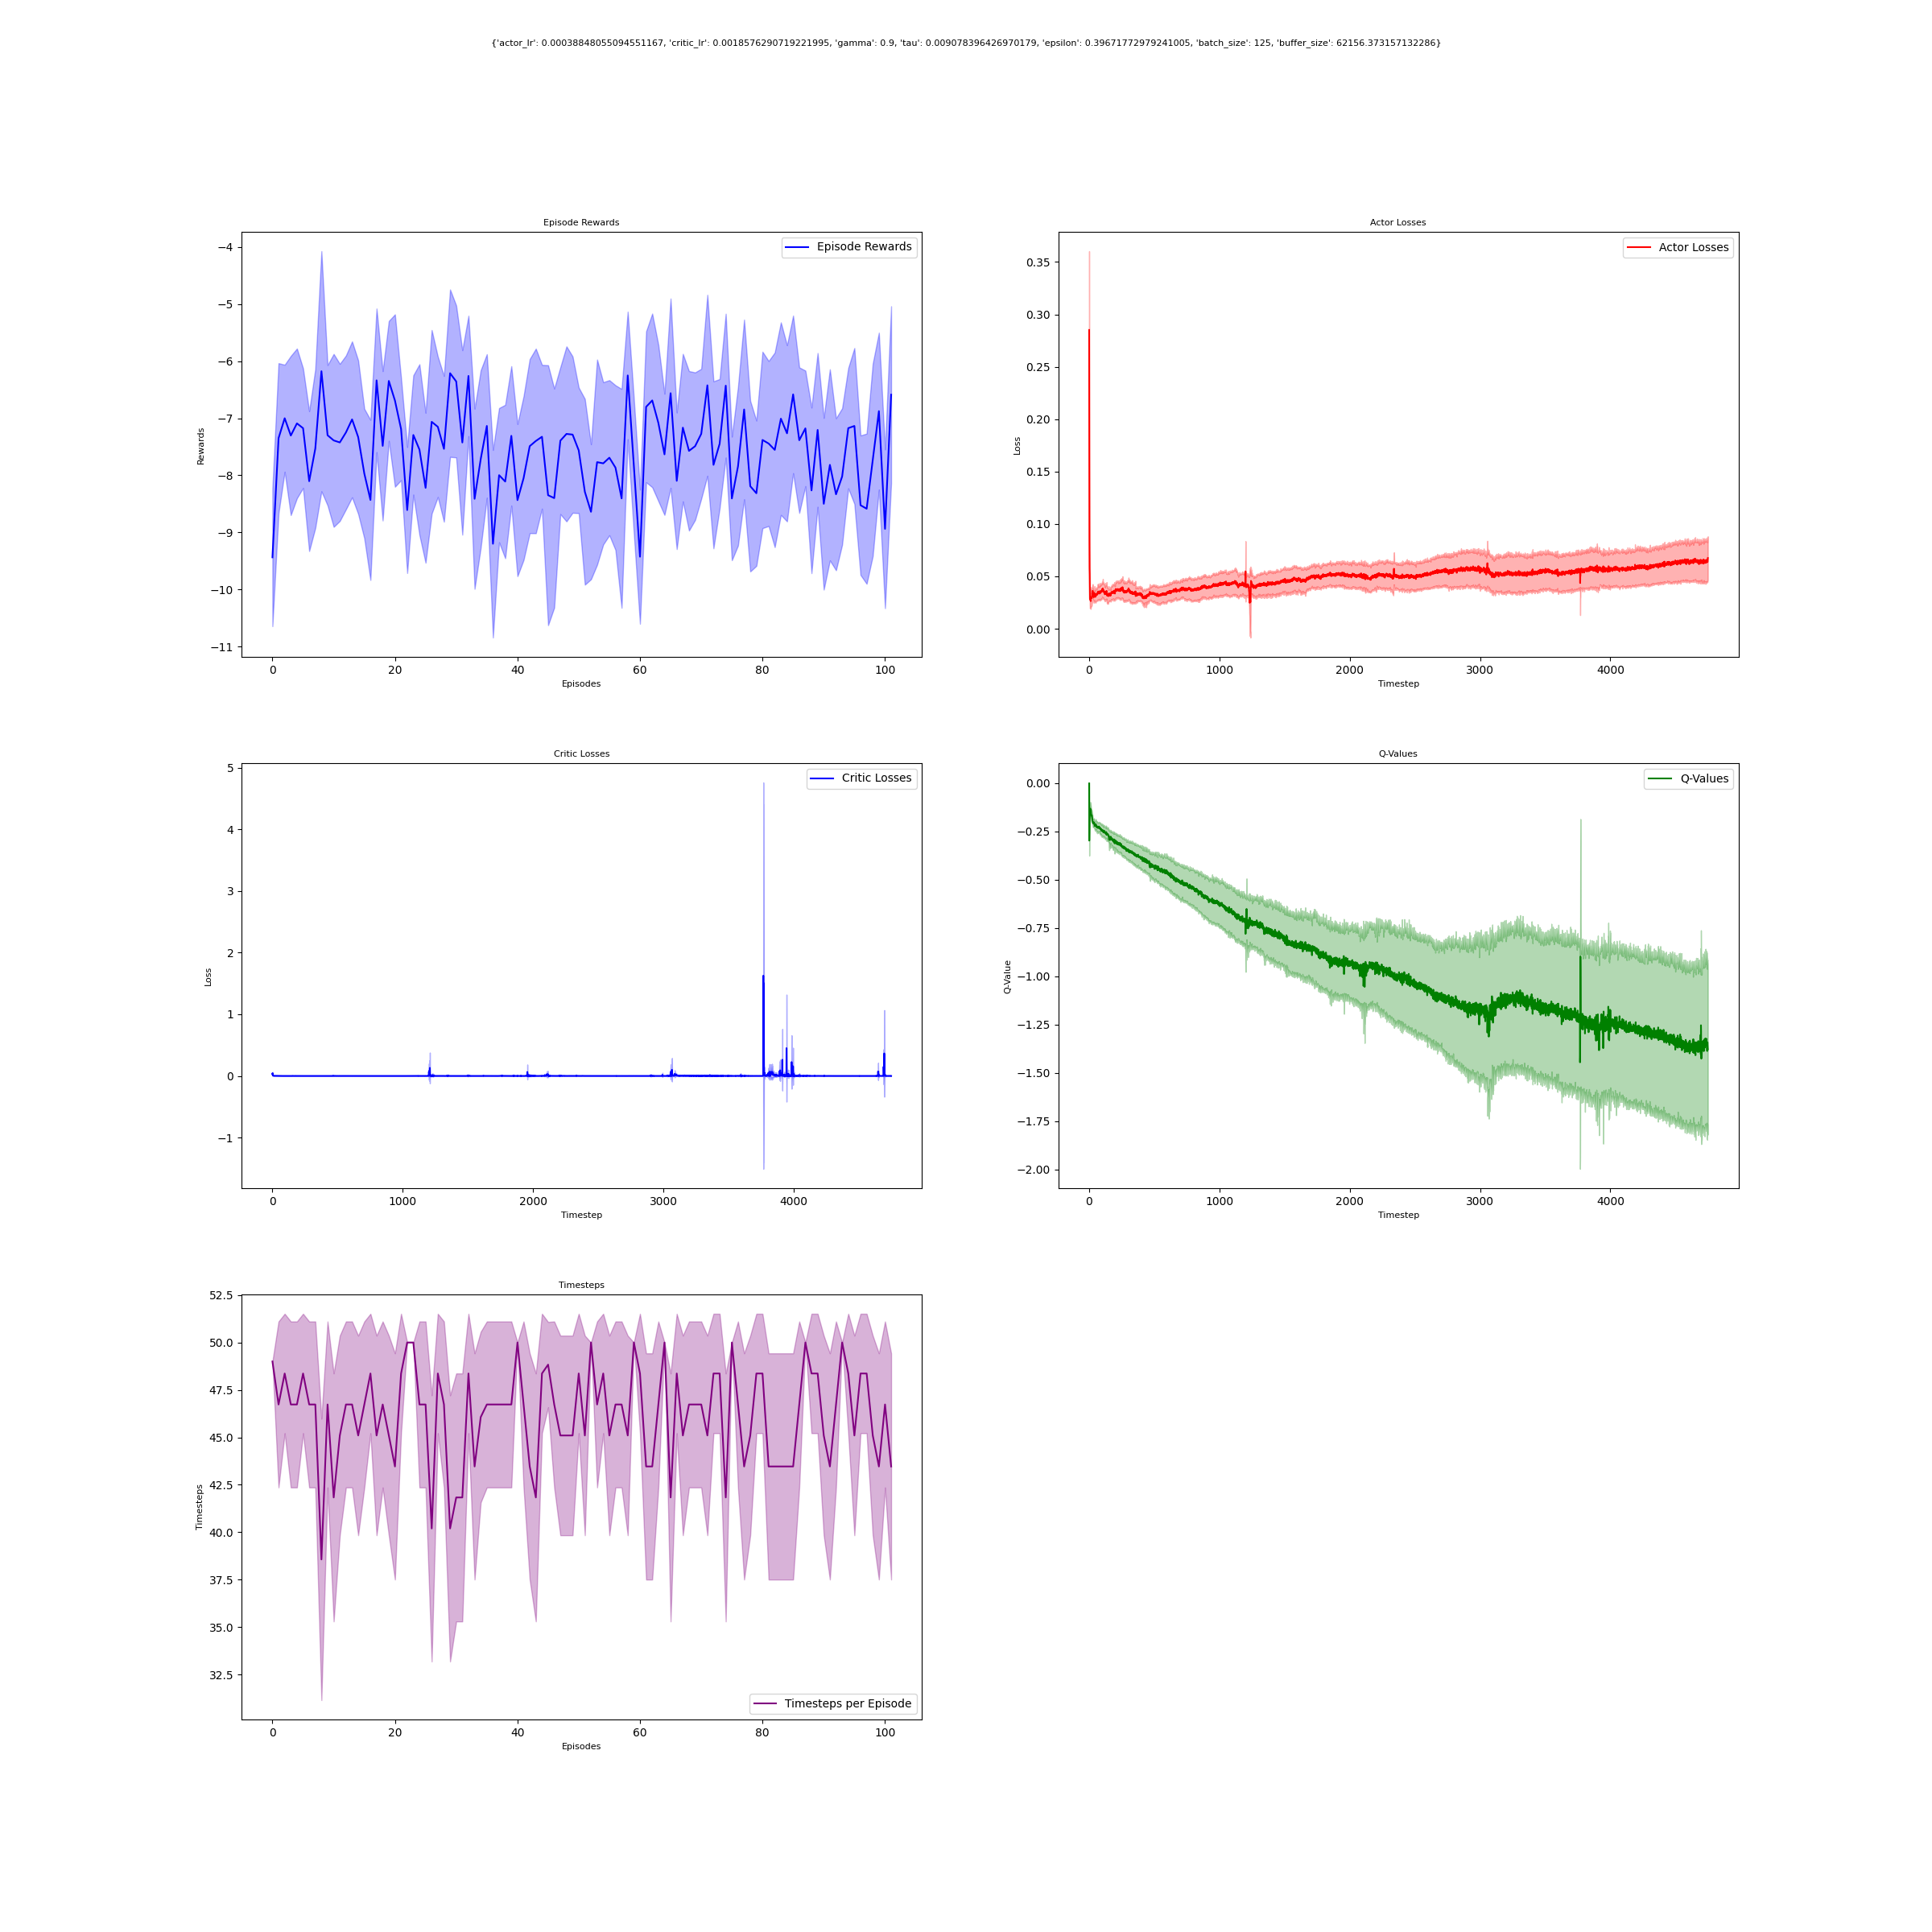 {'actor_lr': 0.00038848055094551167, 'critic_lr': 0.0018576290719221995, 'gamma': 0.9, 'tau': 0.009078396426970179, 'epsilon': 0.39671772979241005, 'batch_size': 125, 'buffer_size': 62156.373157132286}
Episode Rewards
Episode Rewards
Rewards
−4
−5
−6
−7
−8
−9
−10
−11
0 20 40 60 80 100
Episodes
Actor Losses
Actor Losses
Loss
0.35
0.30
0.25
0.20
0.15
0.10
0.05
0.00
0 1000 2000 3000 4000
Timestep
Critic Losses
Critic Losses
Loss
5
4
3
2
1
0
−1
0 1000 2000 3000 4000
Timestep
Q-Values
Q-Values
Q-Value
0.00
−0.25
−0.50
−0.75
−1.00
−1.25
−1.50
−1.75
−2.00
0 1000 2000 3000 4000
Timestep
Timesteps
Timesteps
52.5
50.0
47.5
45.0
42.5
40.0
37.5
35.0
32.5
Timesteps per Episode
0 20 40 60 80 100
Episodes